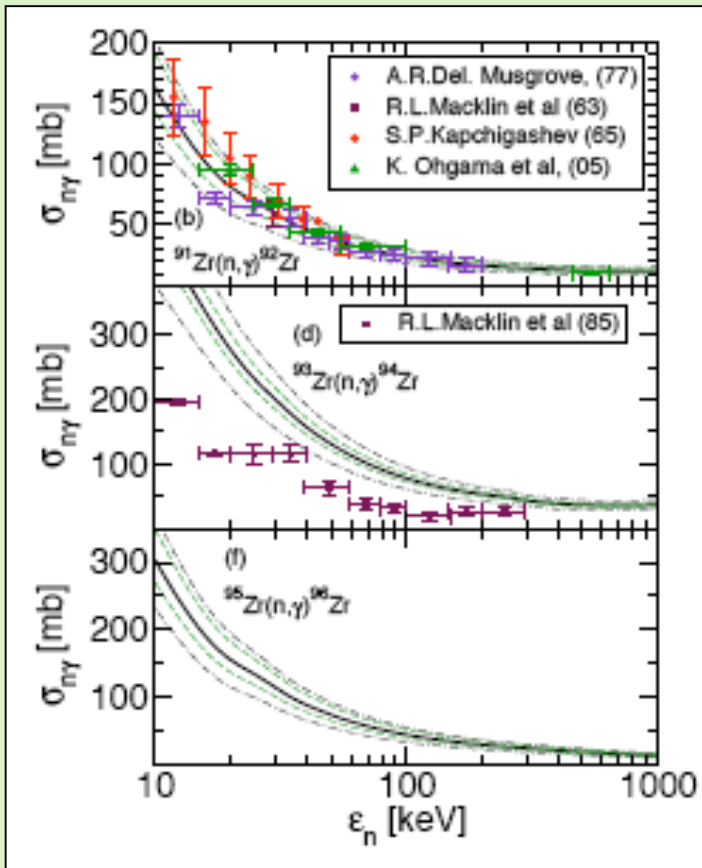 200
150
100
50
σnγ [mb]
A.R.Del. Musgrove, (77)
R.L.Macklin et al (63)
S.P.Kapchigashev (65)
K. Ohgama et al, (05)
(b)
⁹¹Zr(n,γ)⁹²Zr
300
200
100
σnγ [mb]
R.L.Macklin et al (85)
(d)
⁹³Zr(n,γ)⁹⁴Zr
300
200
100
σnγ [mb]
(f)
⁹⁵Zr(n,γ)⁹⁶Zr
10 100 1000
εn [keV]